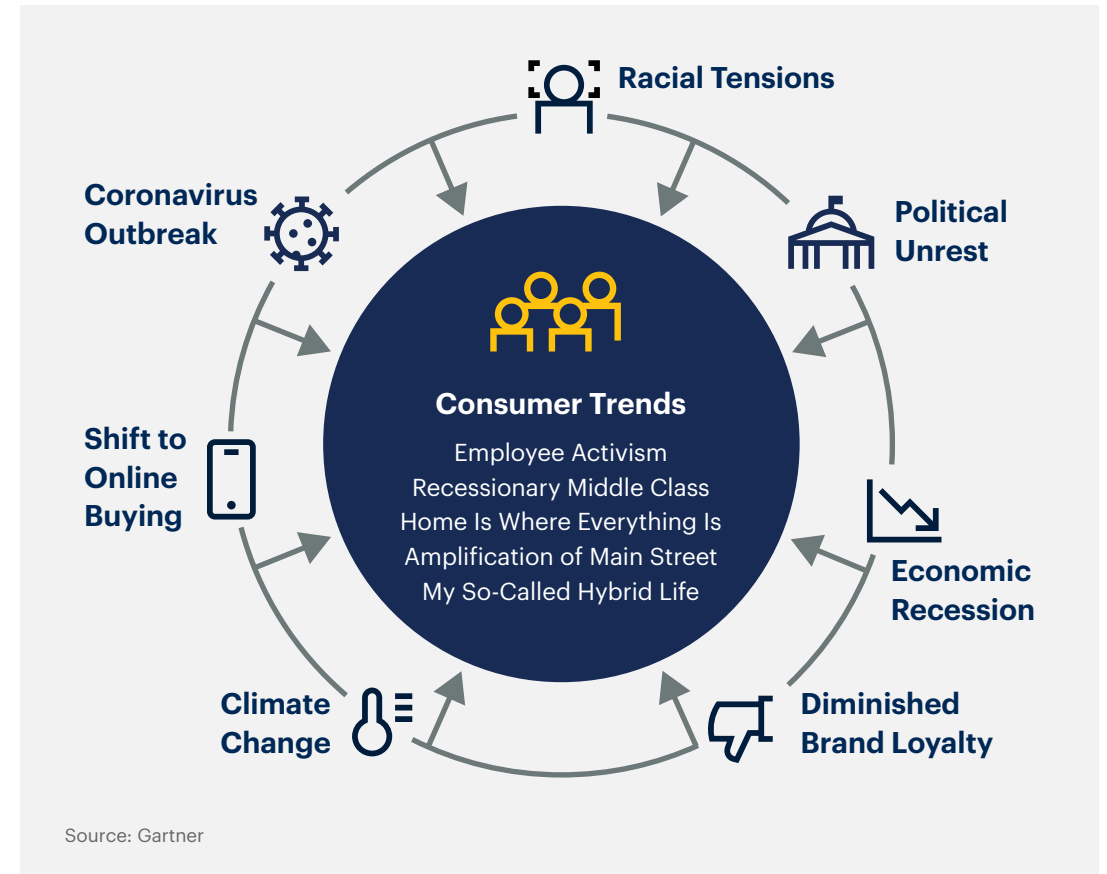 Racial Tensions
Coronavirus
Outbreak
Political
Unrest
Consumer Trends
Employee Activism
Recessionary Middle Class
Home Is Where Everything Is
Amplification of Main Street
My So-Called Hybrid Life
Shift to
Online
Buying
Economic
Recession
Climate
Change
Diminished
Brand Loyalty
Source: Gartner